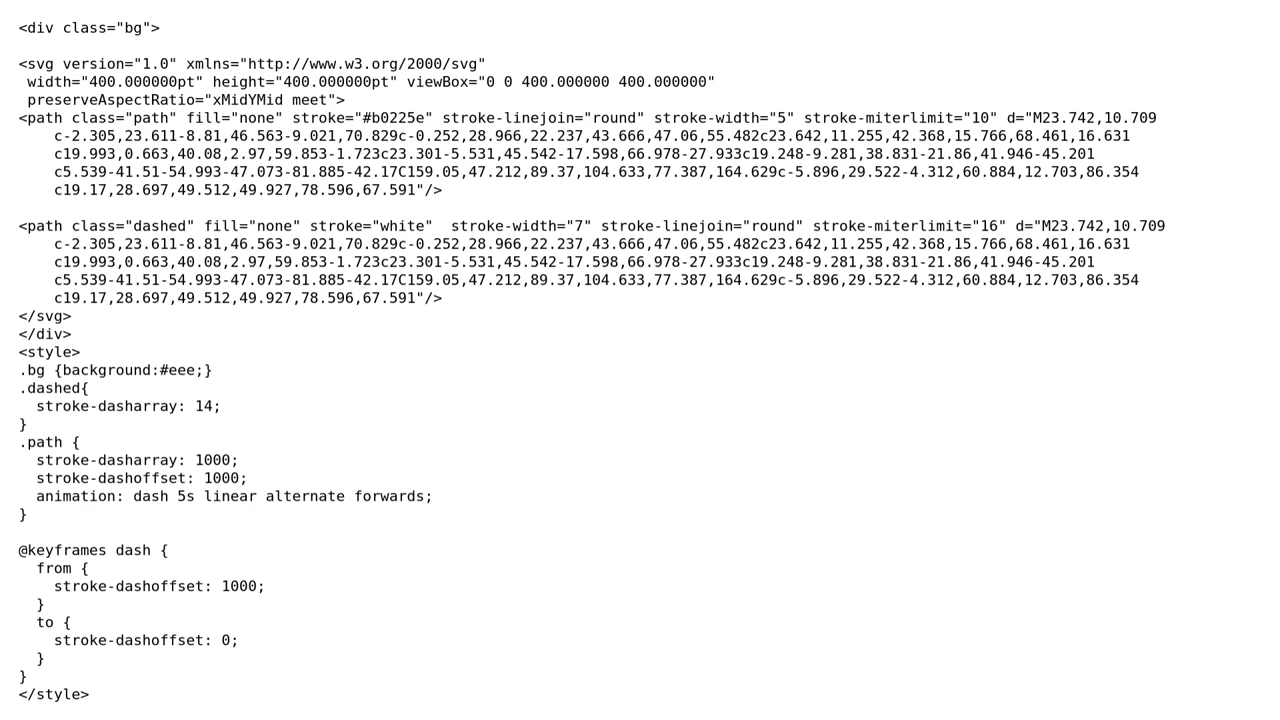 <div class="bg">

<svg version="1.0" xmlns="http://www.w3.org/2000/svg"
 width="400.000000pt" height="400.000000pt" viewBox="0 0 400.000000 400.000000"
 preserveAspectRatio="xMidYMid meet">
<path class="path" fill="none" stroke="#b0225e" stroke-linejoin="round" stroke-width="5" stroke-miterlimit="10" d="M23.742,10.709
    c-2.305,23.611-8.81,46.563-9.021,70.829c-0.252,28.966,22.237,43.666,47.06,55.482c23.642,11.255,42.368,15.766,68.461,16.631
    c19.993,0.663,40.08,2.97,59.853-1.723c23.301-5.531,45.542-17.598,66.978-27.933c19.248-9.281,38.831-21.86,41.946-45.201
    c5.539-41.51-54.993-47.073-81.885-42.17C159.05,47.212,89.37,104.633,77.387,164.629c-5.896,29.522-4.312,60.884,12.703,86.354
    c19.17,28.697,49.512,49.927,78.596,67.591"/>

<path class="dashed" fill="none" stroke="white"  stroke-width="7" stroke-linejoin="round" stroke-miterlimit="16" d="M23.742,10.709
    c-2.305,23.611-8.81,46.563-9.021,70.829c-0.252,28.966,22.237,43.666,47.06,55.482c23.642,11.255,42.368,15.766,68.461,16.631
    c19.993,0.663,40.08,2.97,59.853-1.723c23.301-5.531,45.542-17.598,66.978-27.933c19.248-9.281,38.831-21.86,41.946-45.201
    c5.539-41.51-54.993-47.073-81.885-42.17C159.05,47.212,89.37,104.633,77.387,164.629c-5.896,29.522-4.312,60.884,12.703,86.354
    c19.17,28.697,49.512,49.927,78.596,67.591"/>
</svg>
</div>
<style>
.bg {background:#eee;}
.dashed{
  stroke-dasharray: 14;
}
.path {
  stroke-dasharray: 1000;
  stroke-dashoffset: 1000;
  animation: dash 5s linear alternate forwards;
}

@keyframes dash {
  from {
    stroke-dashoffset: 1000;
  }
  to {
    stroke-dashoffset: 0;
  }
}
</style>